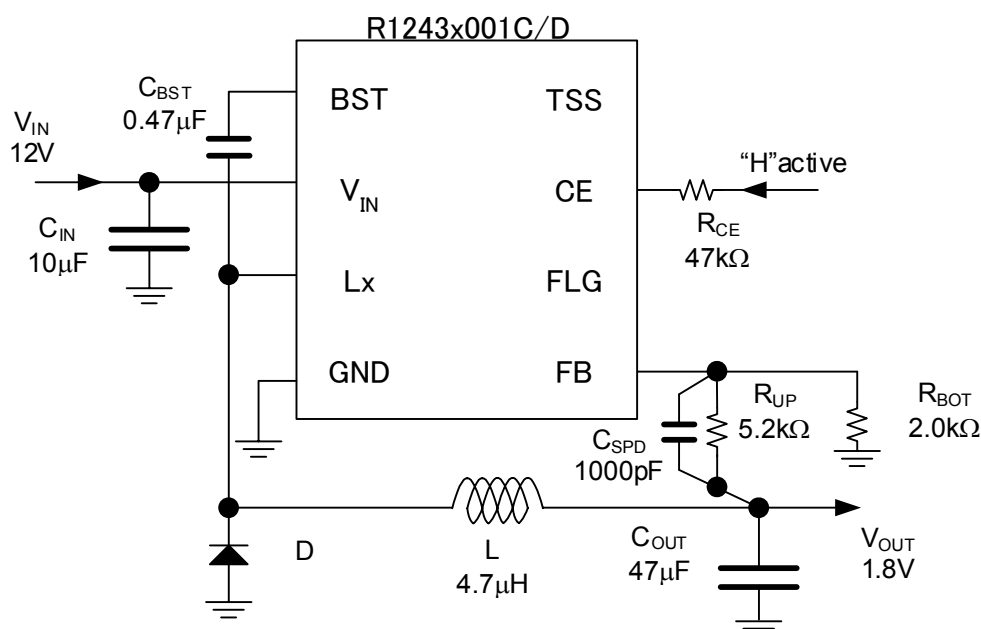 R1243x001C/D
C_BST
0.47μF
BST
TSS
V_IN
12V
"H"active
V_IN
CE
C_IN
10μF
R_CE
47kΩ
Lx
FLG
GND
FB
R_UP
5.2kΩ
R_BOT
2.0kΩ
C_SPD
1000pF
D
L
4.7μH
C_OUT
47μF
V_OUT
1.8V